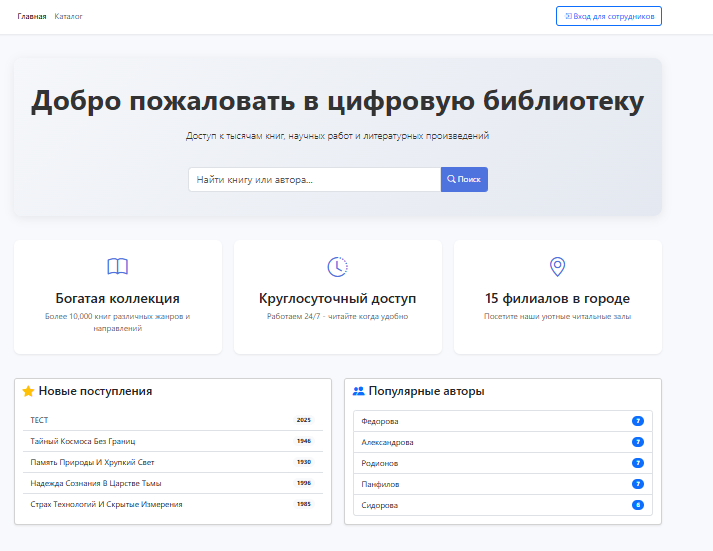 Главная Каталог Вход для сотрудников
Добро пожаловать в цифровую библиотеку
Доступ к тысячам книг, научных работ и литературных произведений
Найти книгу или автора... Поиск
Богатая коллекция
Более 10,000 книг различных жанров и
направлений
Круглосуточный доступ
Работаем 24/7 - читайте когда удобно
15 филиалов в городе
Посетите наши уютные читальные залы
Новые поступления
ТЕСТ 2025
Тайный Космоса Без Границ 1946
Память Природы И Хрупкий Свет 1930
Надежда Сознания В Царстве Тьмы 1996
Страх Технологий И Скрытые Измерения 1985
Популярные авторы
Федорова 7
Александрова 7
Родионов 7
Панфилов 7
Сидорова 6